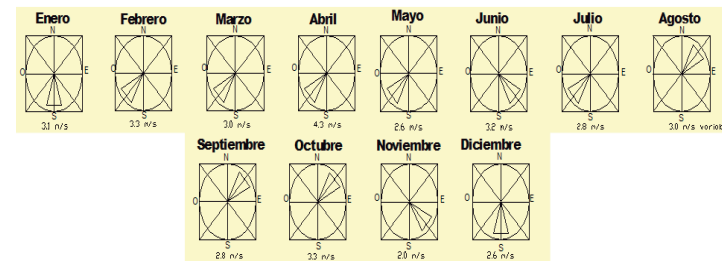 Enero Febrero Marzo Abril Mayo Junio Julio Agosto
N N N N N N N N
O E O E O E O E O E O E O E O E
S S S S S S S S
3.1 m/s 3.3 m/s 3.0 m/s 4.3 m/s 2.6 m/s 3.2 m/s 2.8 m/s 3.0 m/s variab
Septiembre Octubre Noviembre Diciembre
N N N N
O E O E O E O E
S S S S
2.8 m/s 3.3 m/s 2.0 m/s 2.6 m/s